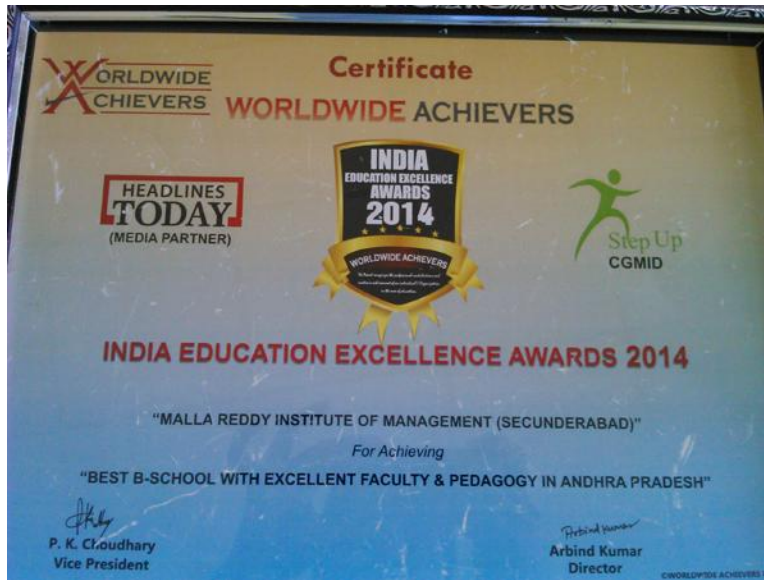 WORLDWIDE
ACHIEVERS
Certificate
WORLDWIDE ACHIEVERS
HEADLINES
TODAY
(MEDIA PARTNER)
INDIA
EDUCATION EXCELLENCE
AWARDS
2014
WORLDWIDE ACHIEVERS
Step Up
CGMID
INDIA EDUCATION EXCELLENCE AWARDS 2014
"MALLA REDDY INSTITUTE OF MANAGEMENT (SECUNDERABAD)"
For Achieving
"BEST B-SCHOOL WITH EXCELLENT FACULTY & PEDAGOGY IN ANDHRA PRADESH"
P. K. Choudhary
Vice President
Arbind Kumar
Arbind Kumar
Director
©WORLDWIDE ACHIEVERS